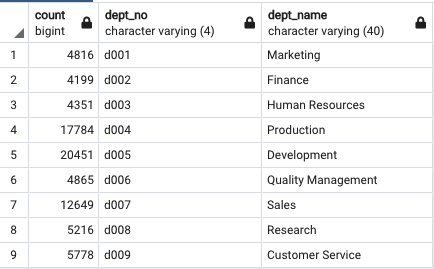 count dept_no dept_name
bigint character varying (4) character varying (40)
1 4816 d001 Marketing
2 4199 d002 Finance
3 4351 d003 Human Resources
4 17784 d004 Production
5 20451 d005 Development
6 4865 d006 Quality Management
7 12649 d007 Sales
8 5216 d008 Research
9 5778 d009 Customer Service